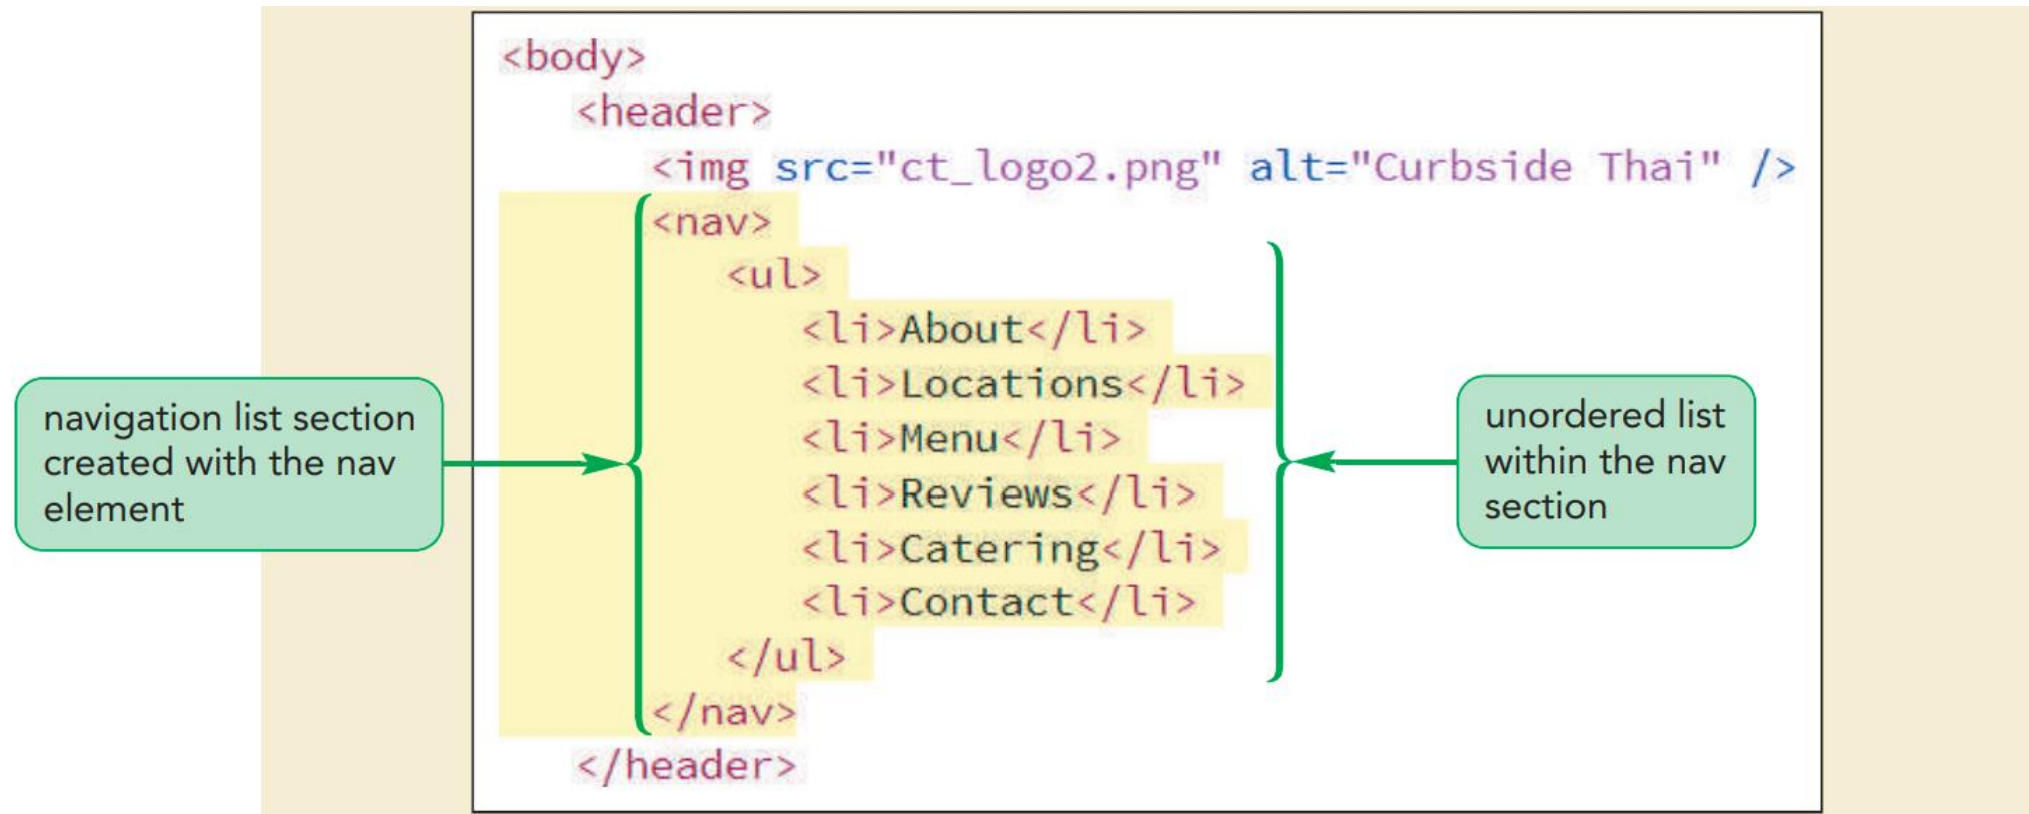 <body>
<header>
<img src="ct_logo2.png" alt="Curbside Thai" />
<nav>
<ul>
<li>About</li>
<li>Locations</li>
<li>Menu</li>
<li>Reviews</li>
<li>Catering</li>
<li>Contact</li>
</ul>
</nav>
</header>
navigation list section
created with the nav
element
unordered list
within the nav
section